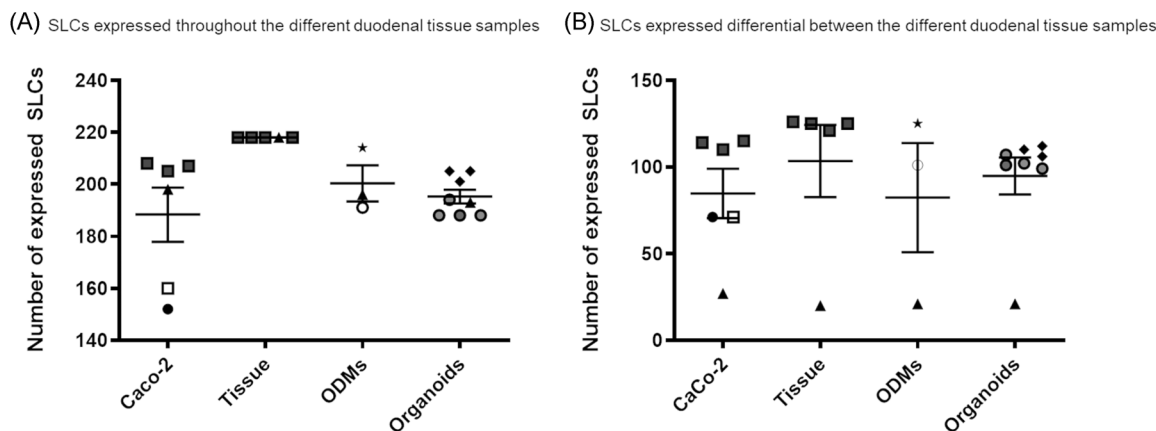 (A) SLCs expressed throughout the different duodenal tissue samples
Number of expressed SLCs
240
220
200
180
160
140
Caco-2
Tissue
ODMs
Organoids
(B) SLCs expressed differential between the different duodenal tissue samples
Number of expressed SLCs
150
100
50
0
CaCo-2
Tissue
ODMs
Organoids